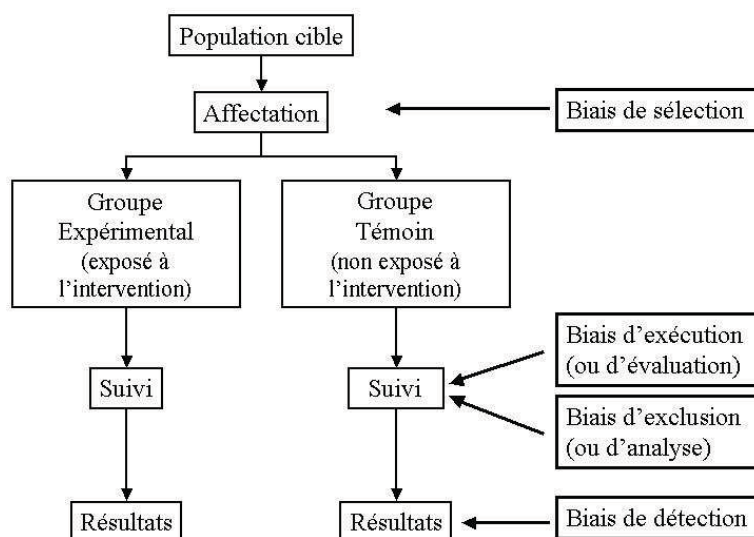 Population cible
Affectation
Biais de sélection
Groupe
Expérimental
(exposé à
l'intervention)
Groupe
Témoin
(non exposé à
l'intervention)
Suivi
Suivi
Biais d'exécution
(ou d'évaluation)
Biais d'exclusion
(ou d'analyse)
Résultats
Résultats
Biais de détection